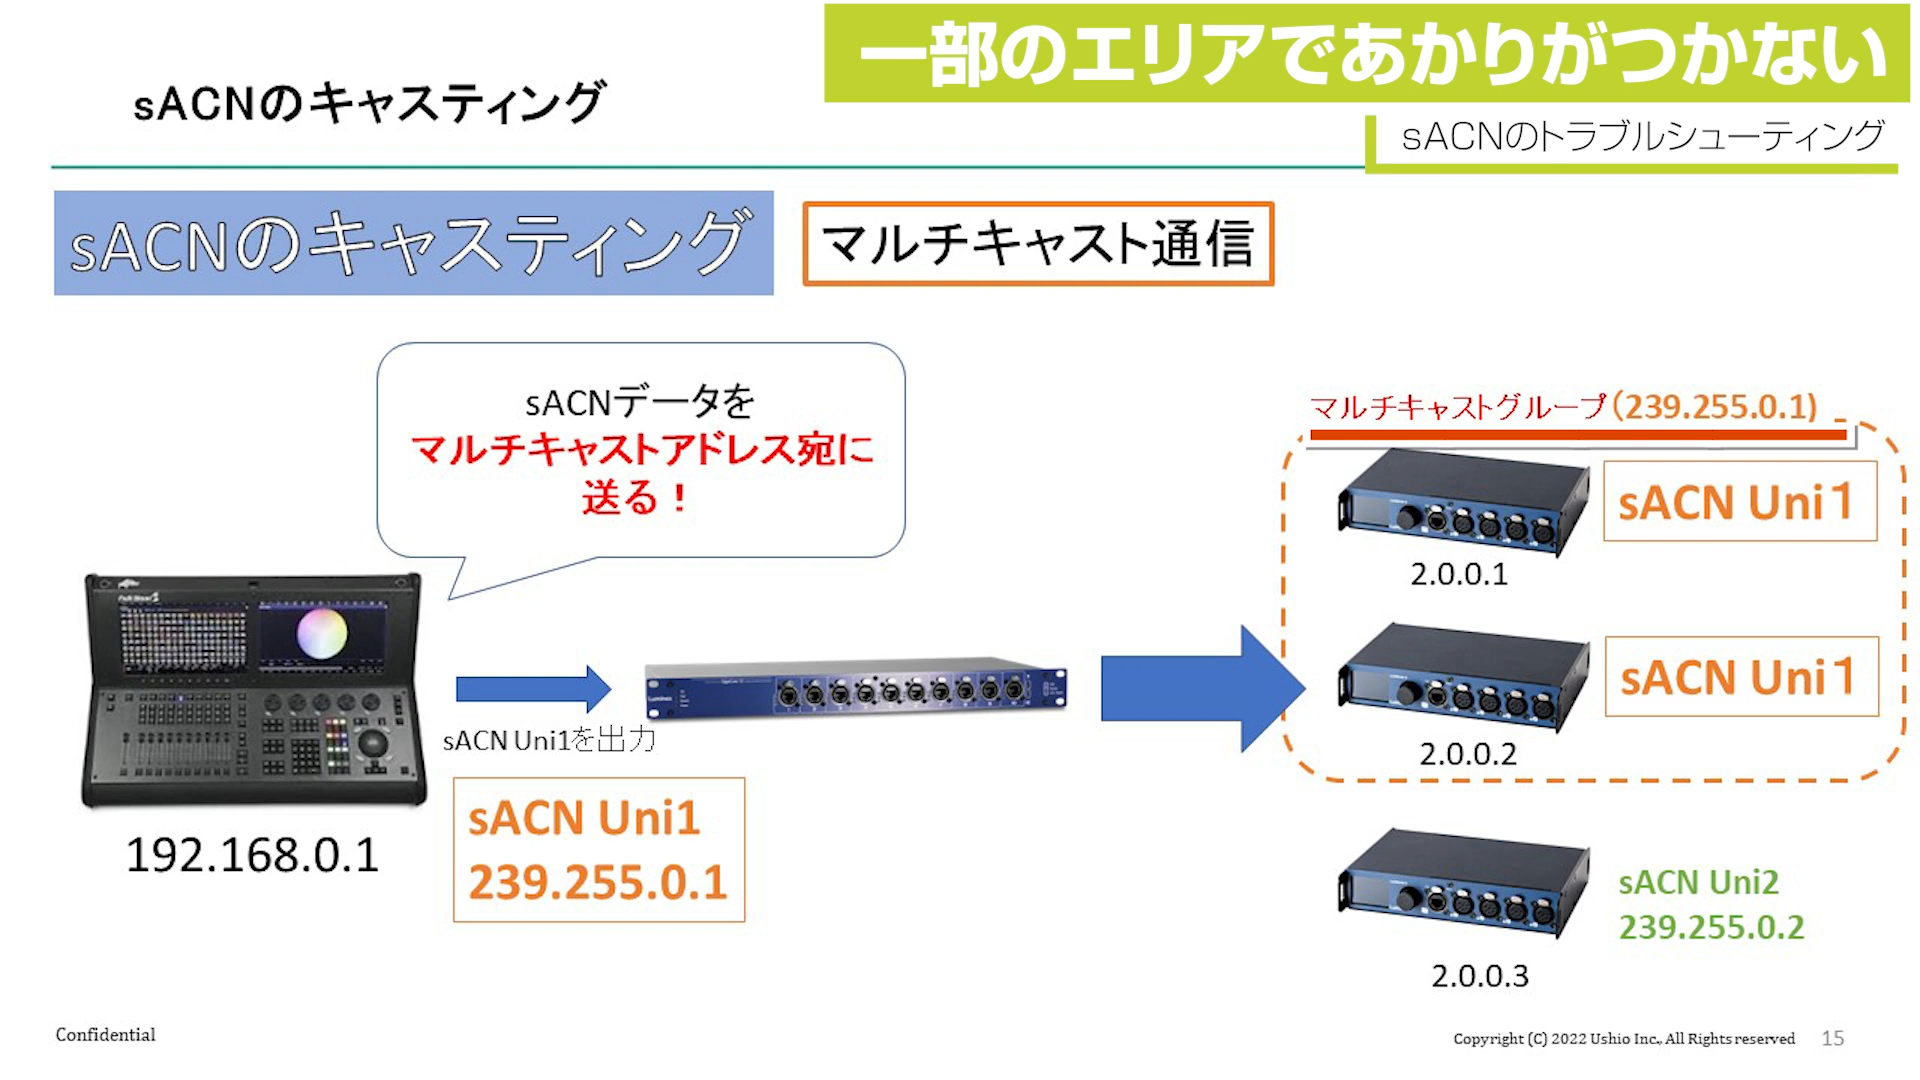 一部のエリアであかりがつかない
sACNのキャスティング
sACNのトラブルシューティング
sACNのキャスティング
マルチキャスト通信
sACNデータを
マルチキャストアドレス宛に
送る！
マルチキャストグループ(239.255.0.1)
sACN Uni１
2.0.0.1
sACN Uni１
2.0.0.2
sACN Uni1を出力
sACN Uni1
239.255.0.1
192.168.0.1
sACN Uni2
239.255.0.2
2.0.0.3
Confidential
Copyright (C) 2022 Ushio Inc., All Rights reserved
15